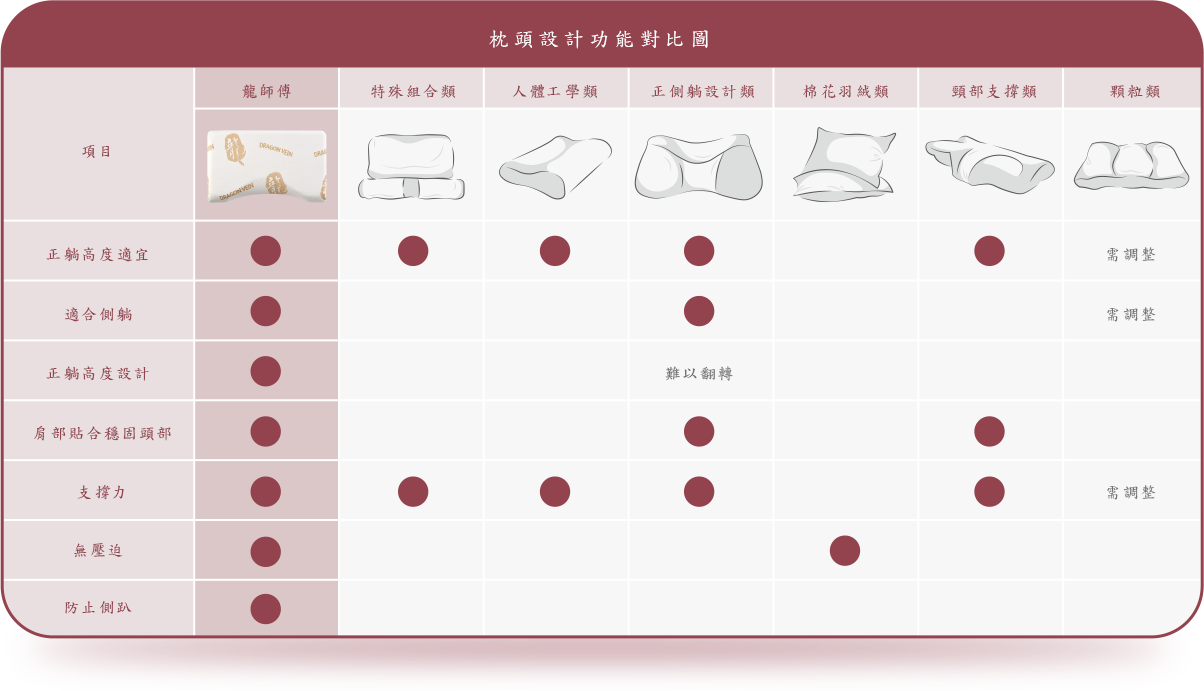 枕頭設計功能對比圖
項目
龍師傅
特殊組合類
人體工學類
正側躺設計類
棉花羽絨類
頸部支撐類
顆粒類
DRAGON VEIN
DRA
DRAGON VEIN
正躺高度適宜
需調整
適合側躺
需調整
正躺高度設計
難以翻轉
肩部貼合穩固頭部
支撐力
需調整
無壓迫
防止側趴